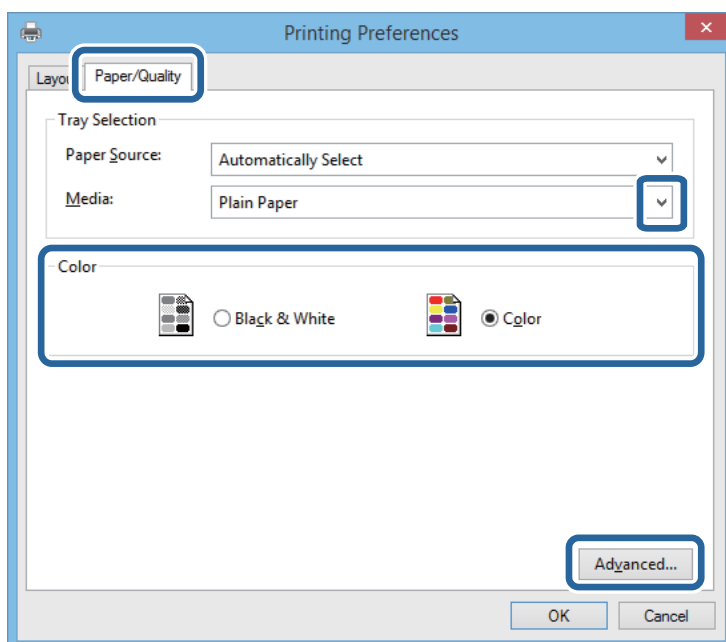 Printing Preferences
Layou Paper/Quality
Tray Selection
Paper Source: Automatically Select
Media: Plain Paper
Color
Black & White Color
Advanced...
OK Cancel